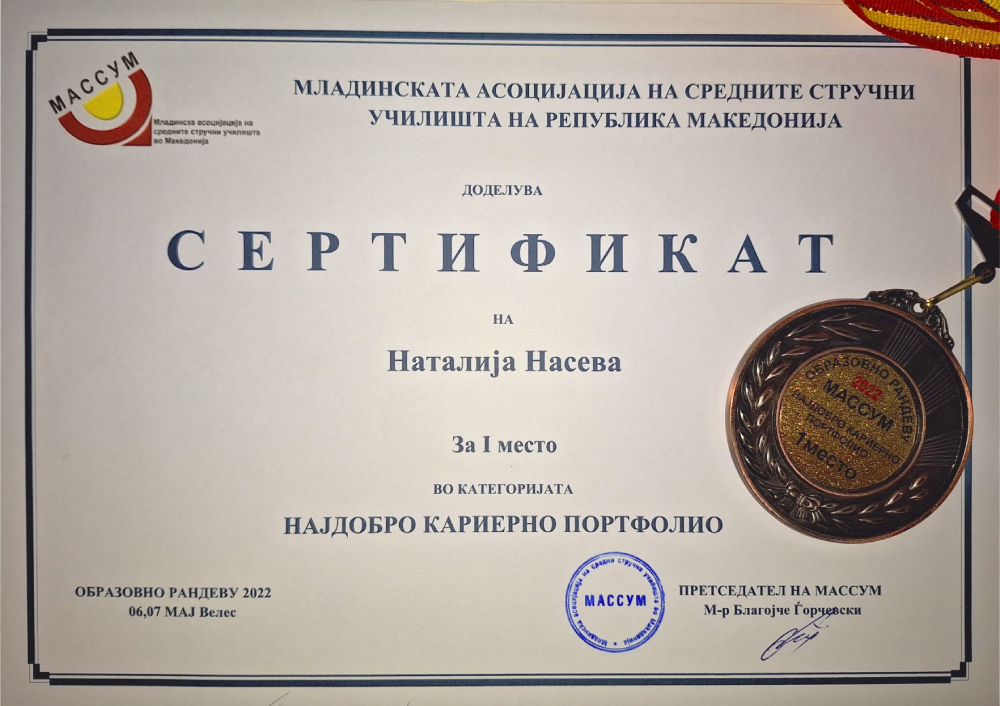 МАССУМ
Младинска асоцијација на
средните стручни училишта
во Македонија
МЛАДИНСКАТА АСОЦИЈАЦИЈА НА СРЕДНИТЕ СТРУЧНИ
УЧИЛИШТА НА РЕПУБЛИКА МАКЕДОНИЈА
ДОДЕЛУВА
СЕРТИФИКАТ
НА
Наталија Насева
За I место
ВО КАТЕГОРИЈАТА
НАЈДОБРО КАРИЕРНО ПОРТФОЛИО
ОБРАЗОВНО РАНДЕВУ
2022
МАССУМ
НАЈДОБРО КАРИЕРНО
ПОРТФОЛИО
1 место
ОБРАЗОВНО РАНДЕВУ 2022
06,07 МАЈ Велес
Младинска асоцијација на средни стручни училишта во Македонија
МАССУМ
ПРЕТСЕДАТЕЛ НА МАССУМ
М-р Благојче Ѓорчевски